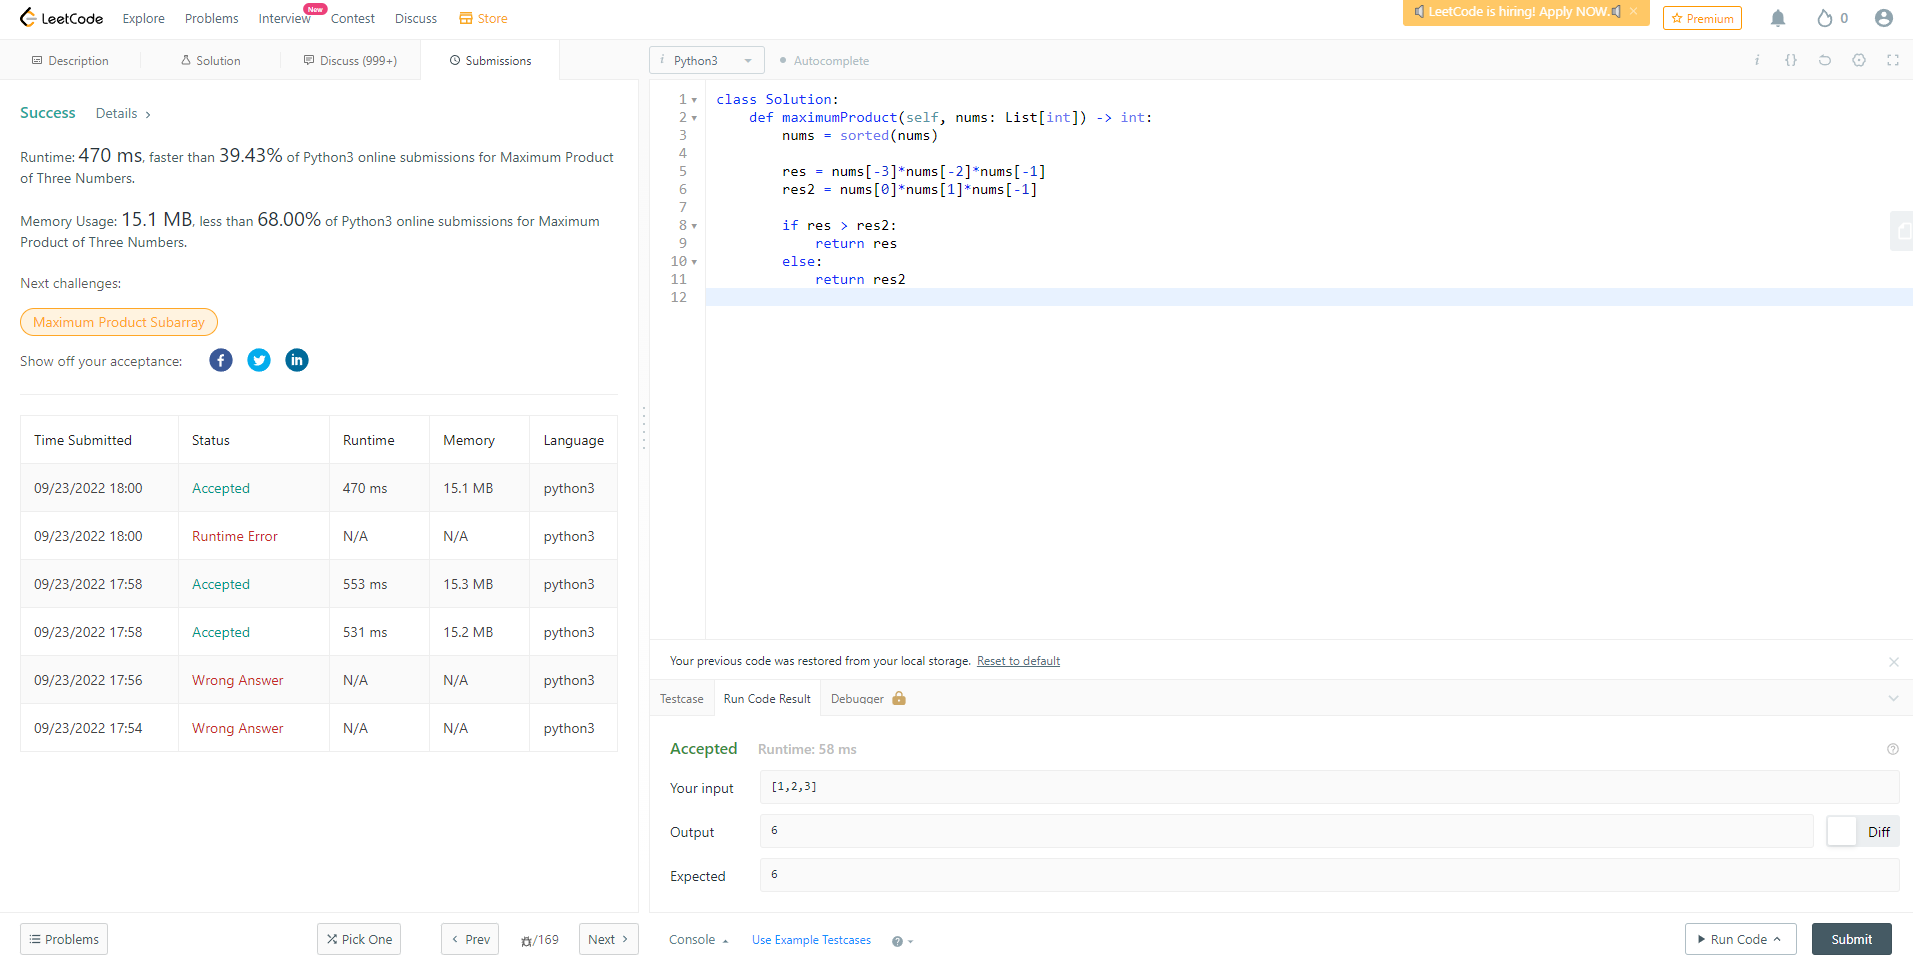 LeetCode
Explore
Problems
Interview
New
Contest
Discuss
Store
LeetCode is hiring! Apply NOW.
Premium
0
Description
Solution
Discuss (999+)
Submissions
i Python3
Autocomplete
i {}
Success Details >
Runtime: 470 ms, faster than 39.43% of Python3 online submissions for Maximum Product
of Three Numbers.
Memory Usage: 15.1 MB, less than 68.00% of Python3 online submissions for Maximum
Product of Three Numbers.
Next challenges:
Maximum Product Subarray
Show off your acceptance:
Time Submitted Status Runtime Memory Language
09/23/2022 18:00 Accepted 470 ms 15.1 MB python3
09/23/2022 18:00 Runtime Error N/A N/A python3
09/23/2022 17:58 Accepted 553 ms 15.3 MB python3
09/23/2022 17:58 Accepted 531 ms 15.2 MB python3
09/23/2022 17:56 Wrong Answer N/A N/A python3
09/23/2022 17:54 Wrong Answer N/A N/A python3
1 class Solution:
2 def maximumProduct(self, nums: List[int]) -> int:
3 nums = sorted(nums)
4
5 res = nums[-3]*nums[-2]*nums[-1]
6 res2 = nums[0]*nums[1]*nums[-1]
7
8 if res > res2:
9 return res
10 else:
11 return res2
12
Your previous code was restored from your local storage. Reset to default
Testcase
Run Code Result
Debugger
Accepted Runtime: 58 ms
Your input [1,2,3]
Output 6 Diff
Expected 6
Problems
Pick One
< Prev
/169
Next >
Console
Use Example Testcases
Run Code
Submit